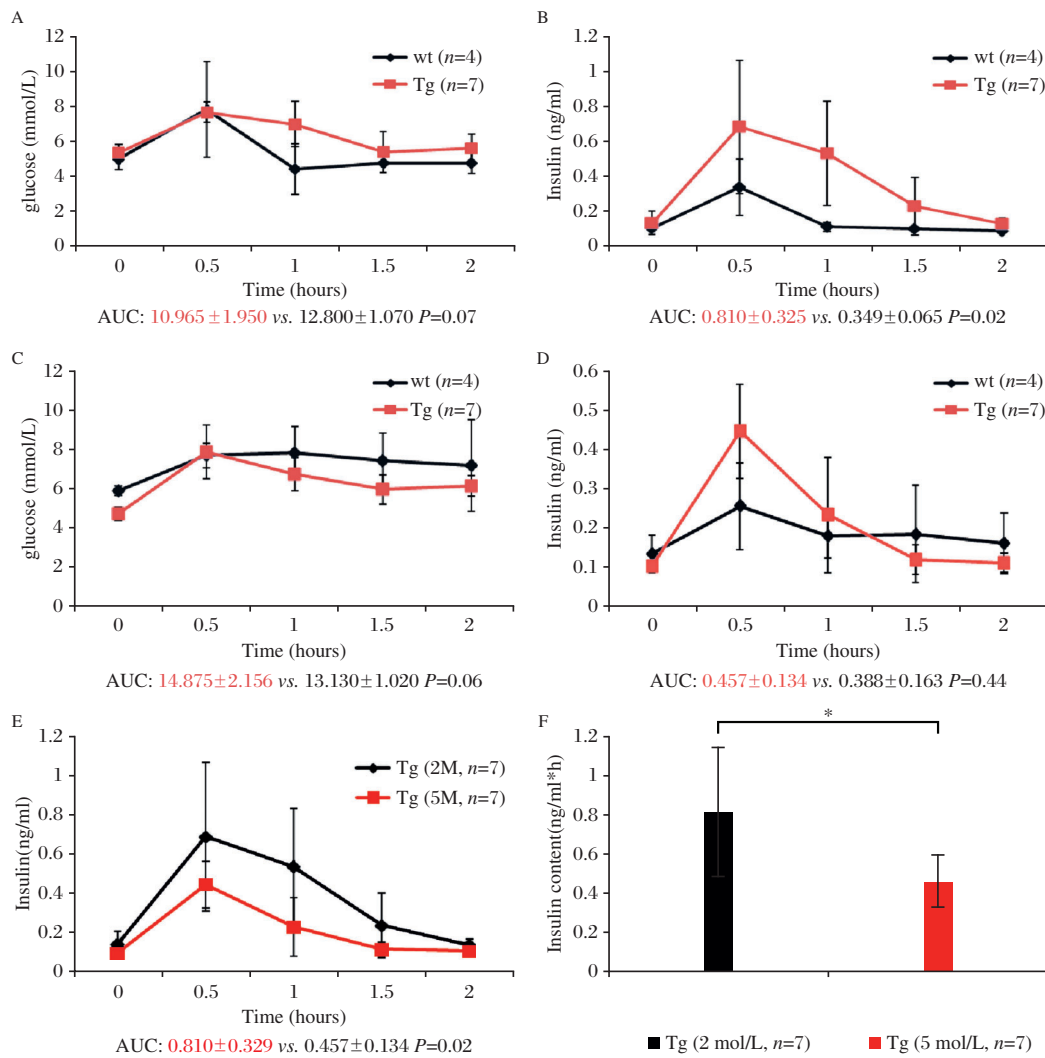 A
glucose (mmol/L)
12
10
8
6
4
2
0
wt (n=4)
Tg (n=7)
0 0.5 1 1.5 2
Time (hours)
AUC: 10.965±1.950 vs. 12.800±1.070 P=0.07
B
Insulin (ng/ml)
1.2
1
0.8
0.6
0.4
0.2
0
wt (n=4)
Tg (n=7)
0 0.5 1 1.5 2
Time (hours)
AUC: 0.810±0.325 vs. 0.349±0.065 P=0.02
C
glucose (mmol/L)
12
10
8
6
4
2
0
wt (n=4)
Tg (n=7)
0 0.5 1 1.5 2
Time (hours)
AUC: 14.875±2.156 vs. 13.130±1.020 P=0.06
D
Insulin (ng/ml)
0.6
0.5
0.4
0.3
0.2
0.1
0
wt (n=4)
Tg (n=7)
0 0.5 1 1.5 2
Time (hours)
AUC: 0.457±0.134 vs. 0.388±0.163 P=0.44
E
Insulin(ng/ml)
1.2
1
0.8
0.6
0.4
0.2
0
Tg (2M, n=7)
Tg (5M, n=7)
0 0.5 1 1.5 2
Time (hours)
AUC: 0.810±0.329 vs. 0.457±0.134 P=0.02
F
Insulin content(ng/ml*h)
1.2
1
0.8
0.6
0.4
0.2
0
*
Tg (2 mol/L, n=7) Tg (5 mol/L, n=7)